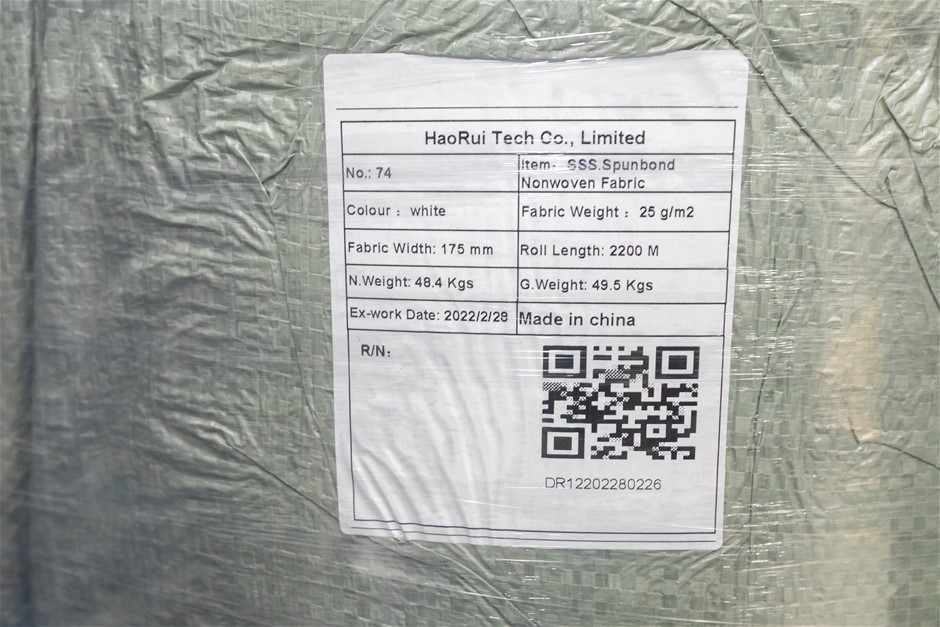 HaoRui Tech Co., Limited
No.: 74
Item: SSS.Spunbond
Nonwoven Fabric
Colour : white
Fabric Weight : 25 g/m2
Fabric Width: 175 mm
Roll Length: 2200 M
N.Weight: 48.4 Kgs
G.Weight: 49.5 Kgs
Ex-work Date: 2022/2/28
Made in china
R/N:
DR12202280226